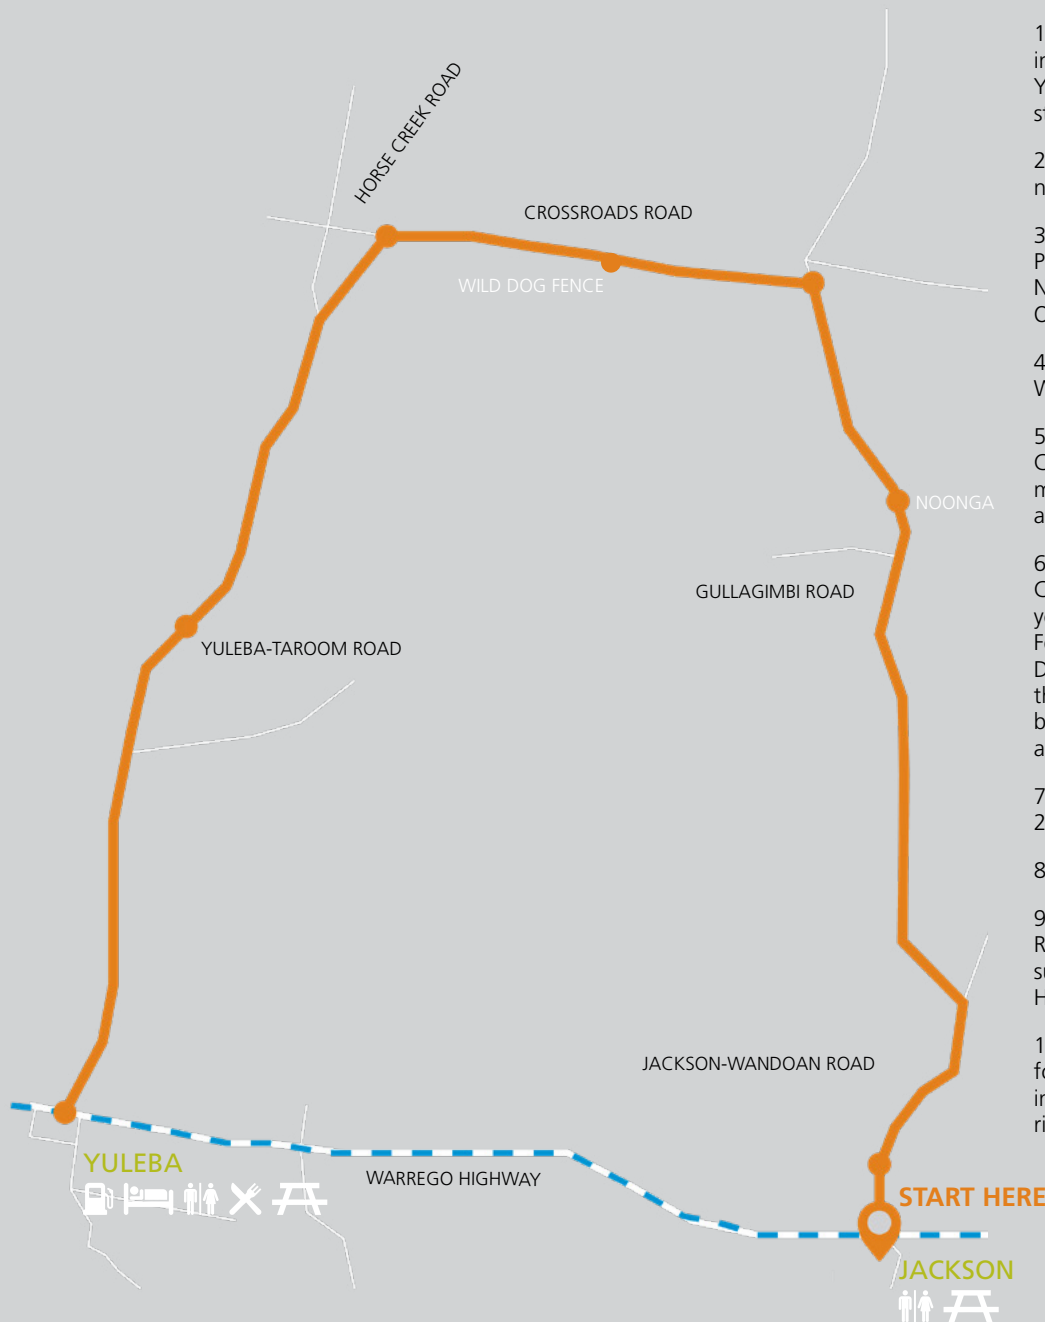 HORSE CREEK ROAD
CROSSROADS ROAD
WILD DOG FENCE
NOONGA
GULLAGIMBI ROAD
YULEBA-TAROOM ROAD
JACKSON-WANDOAN ROAD
YULEBA
WARREGO HIGHWAY
START HERE
JACKSON